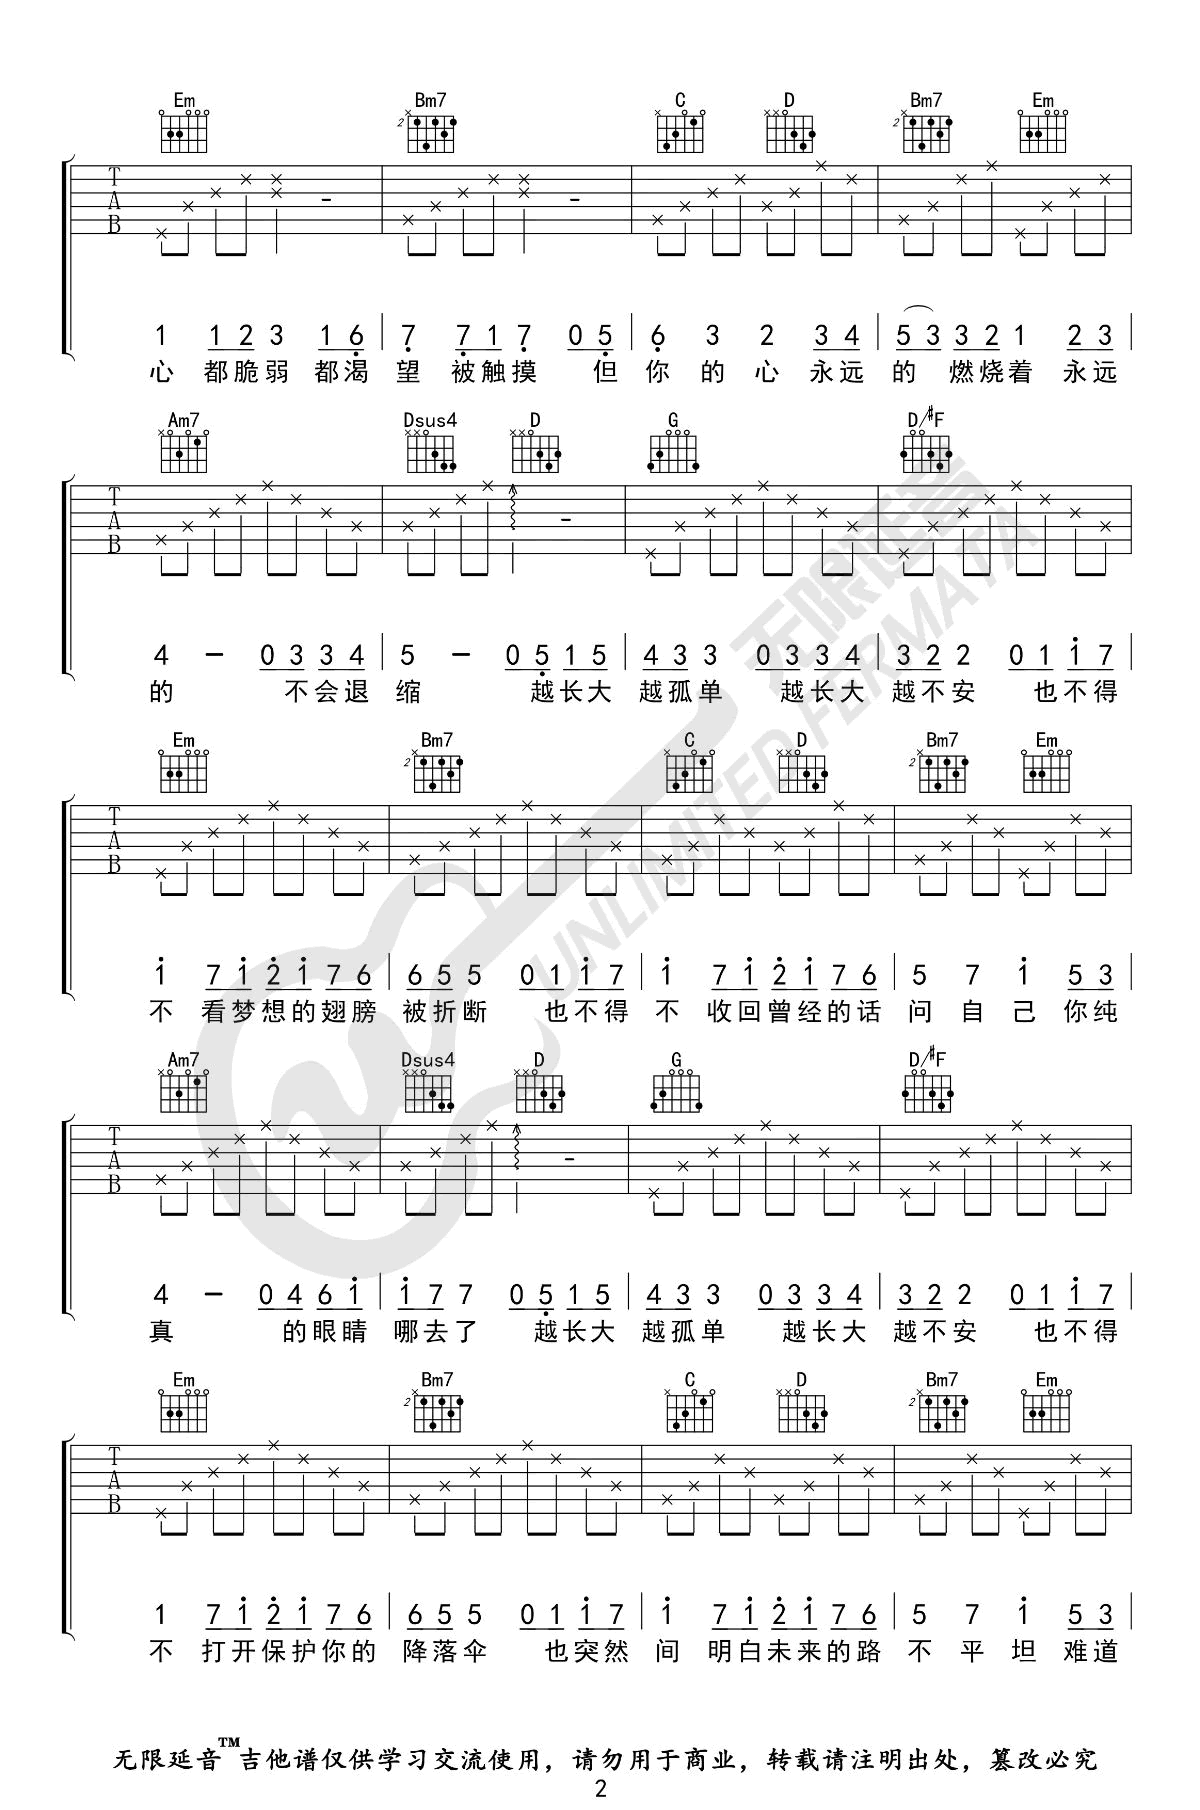 Em Bm7 C D Bm7 Em
2 2
T
A
B
1 1 2 3 1 6 7 7 1 7 0 5 6 3 2 3 4 5 3 3 2 1 2 3
心 都脆弱 都渴 望 被触摸 但 你 的 心 永远 的 燃烧着 永远
Am7 Dsus4 D G D/#F
T
A
B
4 - 0 3 3 4 5 - 0 5 1 5 4 3 3 0 3 3 4 3 2 2 0 1 1 7
的 不会退 缩 越长大 越孤单 越长大 越不安 也不得
Em Bm7 C D Bm7 Em
2 2
T
A
B
1 7 1 2 1 7 6 6 5 5 0 1 1 7 1 7 1 2 1 7 6 5 7 1 5 3
不 看梦想的翅膀 被折断 也不得 不 收回曾经的话 问 自 己 你纯
Am7 Dsus4 D G D/#F
T
A
B
4 - 0 4 6 1 1 7 7 0 5 1 5 4 3 3 0 3 3 4 3 2 2 0 1 1 7
真 的眼睛 哪去了 越长大 越孤单 越长大 越不安 也不得
Em Bm7 C D Bm7 Em
2 2
T
A
B
1 7 1 2 1 7 6 6 5 5 0 1 1 7 1 7 1 2 1 7 6 5 7 1 5 3
不 打开保护你的 降落伞 也突然 间 明白未来的路 不 平 坦 难道
无限延音
UNLIMITED FERMATA
无限延音™吉他谱仅供学习交流使用，请勿用于商业，转载请注明出处，篡改必究
2